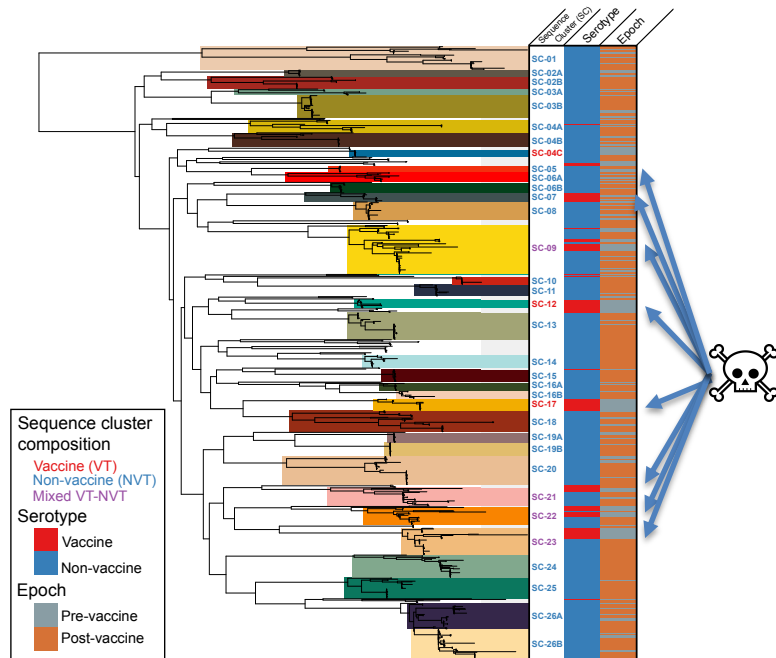 Sequence
Cluster (SC)
Serotype
Epoch
SC-01
SC-02A
SC-02B
SC-03A
SC-03B
SC-04A
SC-04B
SC-04C
SC-05
SC-06A
SC-06B
SC-07
SC-08
SC-09
SC-10
SC-11
SC-12
SC-13
SC-14
SC-15
SC-16A
SC-16B
SC-17
SC-18
SC-19A
SC-19B
SC-20
SC-21
SC-22
SC-23
SC-24
SC-25
SC-26A
SC-26B
Sequence cluster
composition
Vaccine (VT)
Non-vaccine (NVT)
Mixed VT-NVT
Serotype
Vaccine
Non-vaccine
Epoch
Pre-vaccine
Post-vaccine